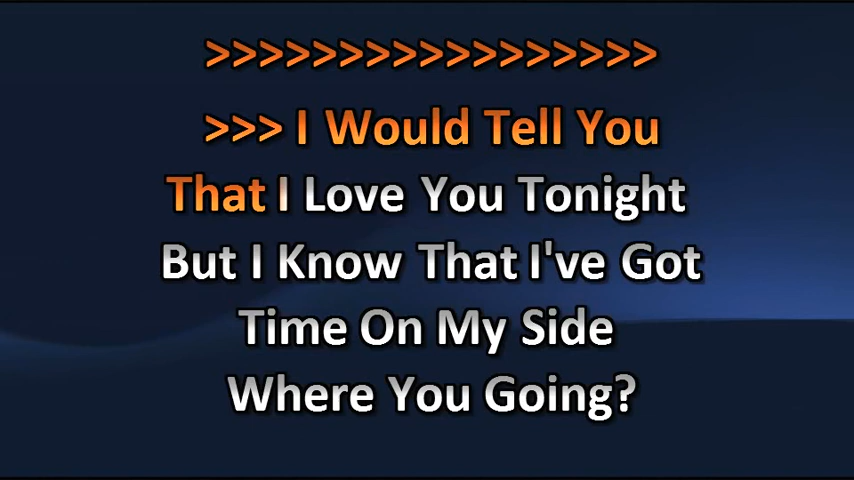 >>>>>>>>>>>>>>>>>
>>> I Would Tell You
That I Love You Tonight
But I Know That I've Got
Time On My Side
Where You Going?